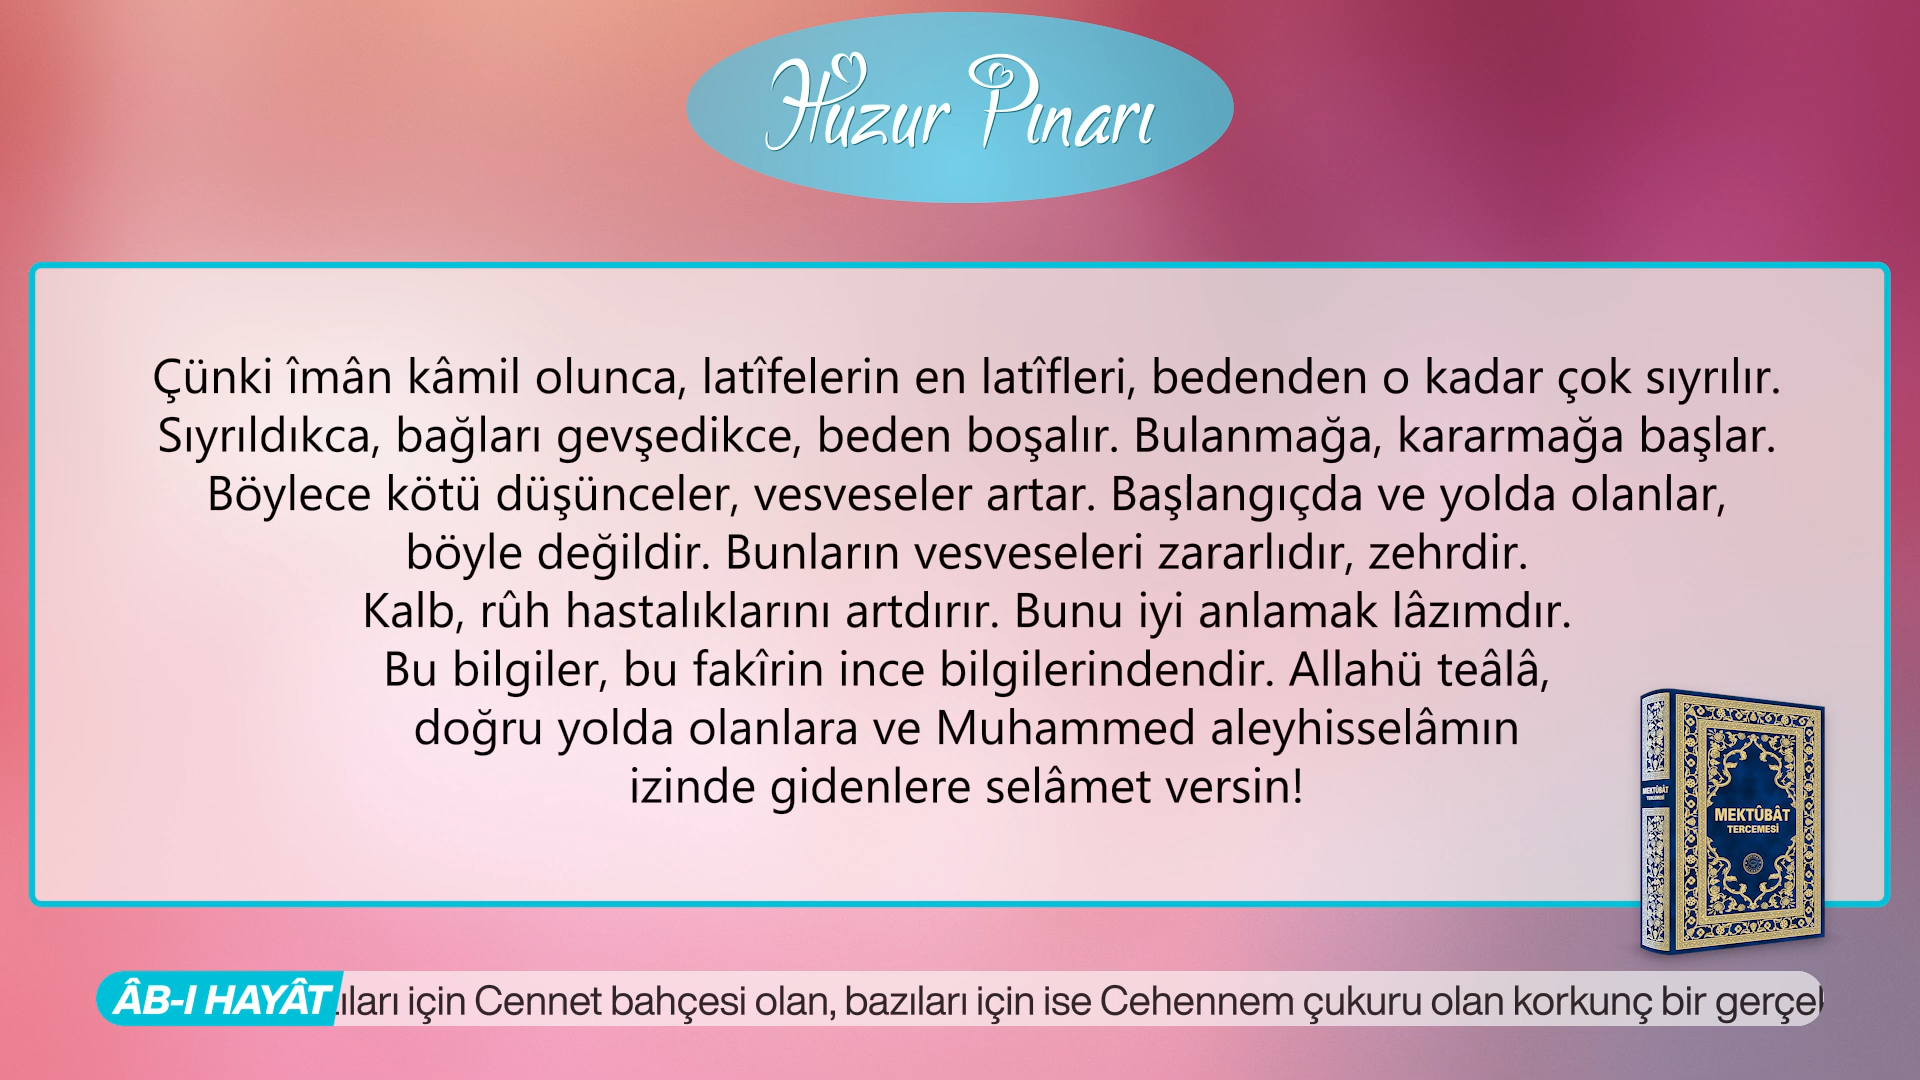 Huzur Pınarı
Çünki îmân kâmil olunca, latîfelerin en latîfleri, bedenden o kadar çok sıyrılır.
Sıyrıldıkca, bağları gevşedikce, beden boşalır. Bulanmağa, kararmağa başlar.
Böylece kötü düşünceler, vesveseler artar. Başlangıçda ve yolda olanlar,
böyle değildir. Bunların vesveseleri zararlıdır, zehrdir.
Kalb, rûh hastalıklarını artdırır. Bunu iyi anlamak lâzımdır.
Bu bilgiler, bu fakîrin ince bilgilerindendir. Allahü teâlâ,
doğru yolda olanlara ve Muhammed aleyhisselâmın
izinde gidenlere selâmet versin!
MEKTÛBÂT
TERCEMESİ
MEKTÛBÂT
TERCEMESİ
ÂB-I HAYÂT
için Cennet bahçesi olan, bazıları için ise Cehennem çukuru olan korkunç bir